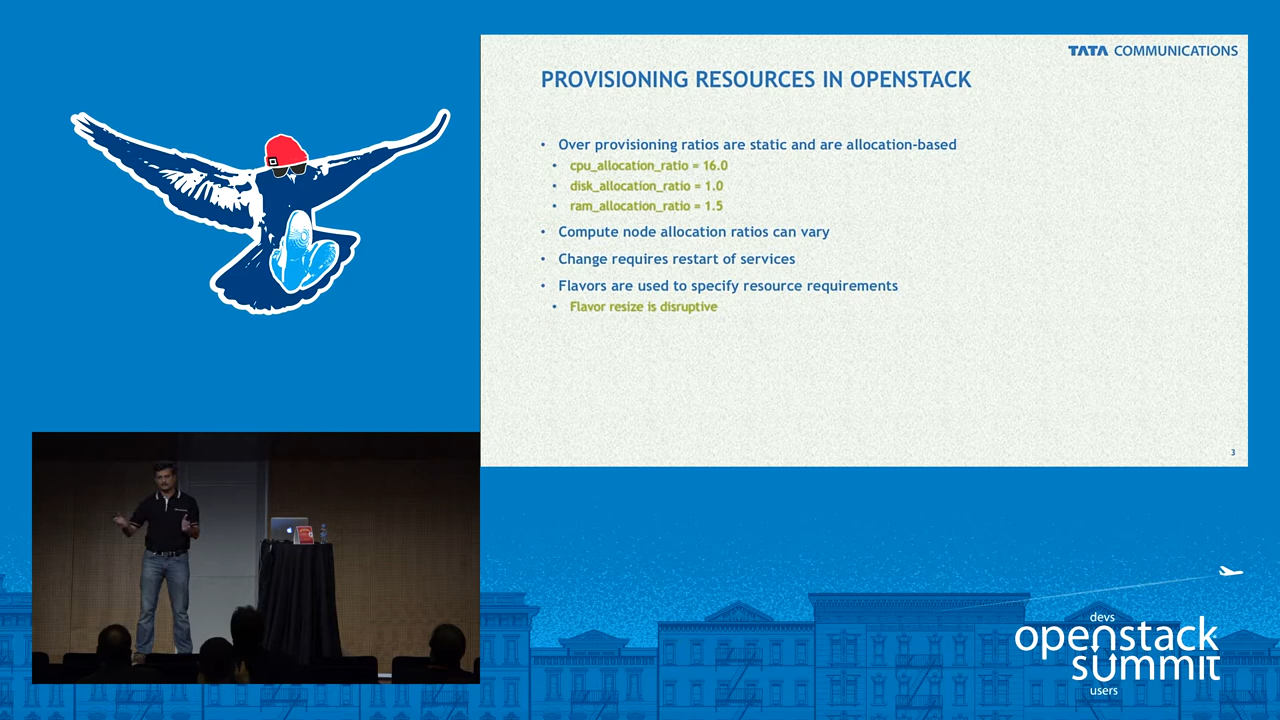 TATA COMMUNICATIONS
PROVISIONING RESOURCES IN OPENSTACK
• Over provisioning ratios are static and are allocation-based
• cpu_allocation_ratio = 16.0
• disk_allocation_ratio = 1.0
• ram_allocation_ratio = 1.5
• Compute node allocation ratios can vary
• Change requires restart of services
• Flavors are used to specify resource requirements
• Flavor resize is disruptive
3
devs
openstack
summit
users